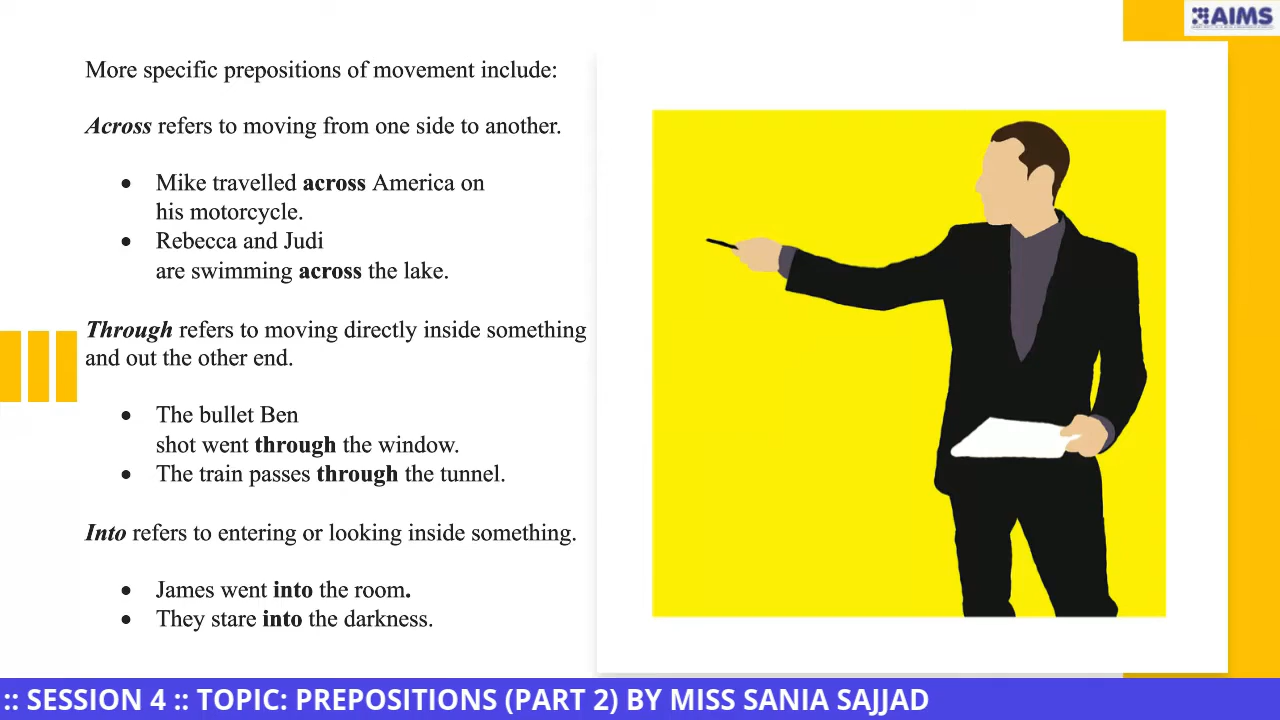 AIMS
More specific prepositions of movement include:
Across refers to moving from one side to another.
• Mike travelled across America on
his motorcycle.
• Rebecca and Judi
are swimming across the lake.
Through refers to moving directly inside something
and out the other end.
• The bullet Ben
shot went through the window.
• The train passes through the tunnel.
Into refers to entering or looking inside something.
• James went into the room.
• They stare into the darkness.
:: SESSION 4 :: TOPIC: PREPOSITIONS (PART 2) BY MISS SANIA SAJJAD